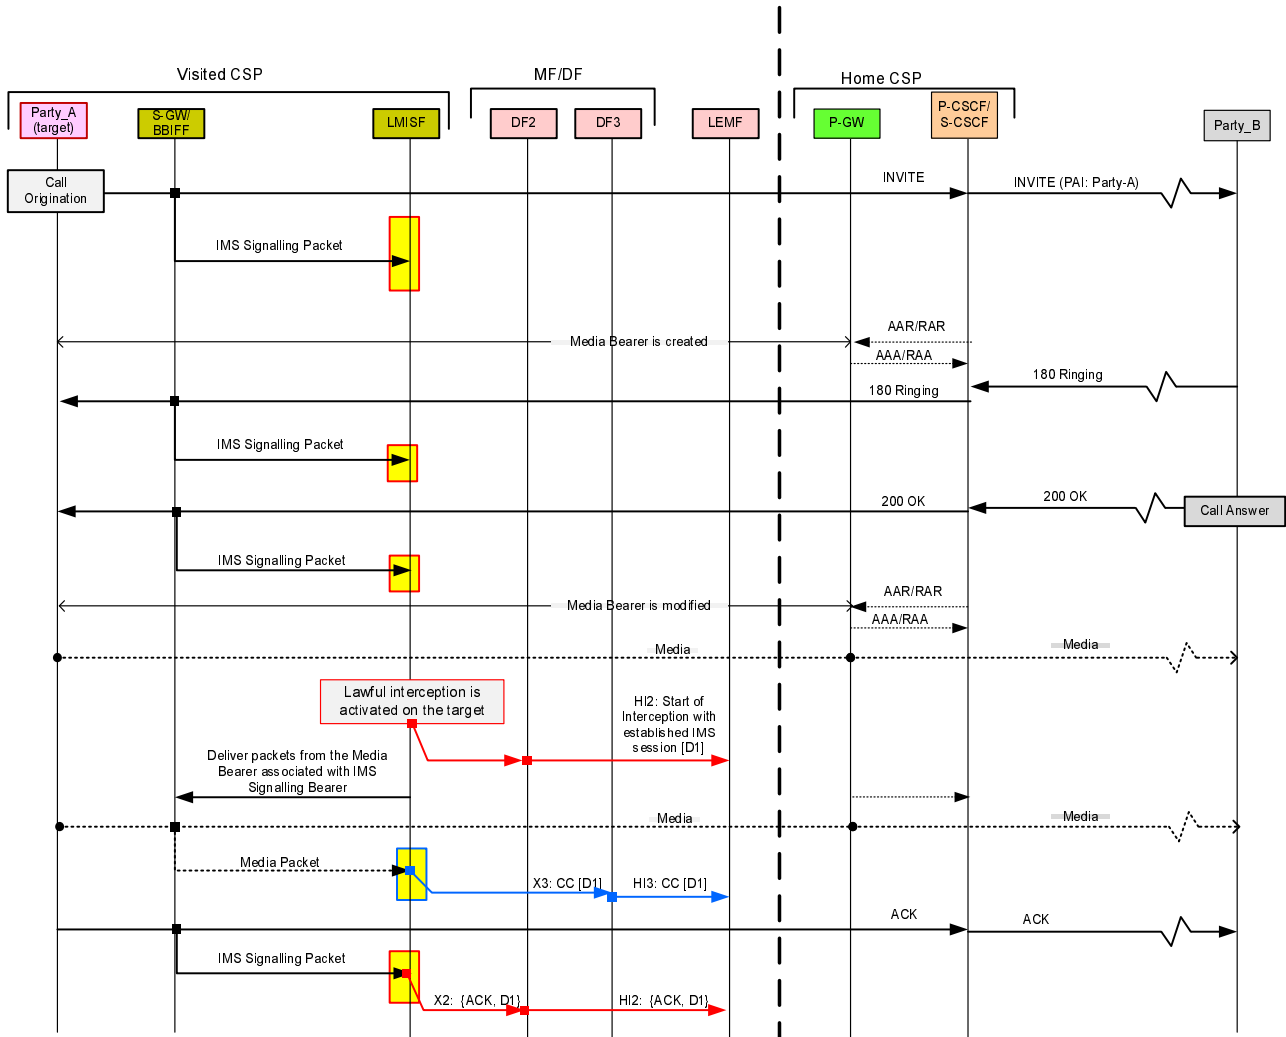 Visited CSP
MF/DF
Home CSP
Party_A
(target)
S-GW/
BBIFF
LMISF
DF2
DF3
LEMF
P-GW
P-CSCF/
S-CSCF
Party_B
Call
Origination
INVITE
INVITE (PAI: Party-A)
IMS Signalling Packet
AAR/RAR
Media Bearer is created
AAA/RAA
180 Ringing
180 Ringing
IMS Signalling Packet
200 OK
200 OK
Call Answer
IMS Signalling Packet
AAR/RAR
Media Bearer is modified
AAA/RAA
Media
Media
Lawful interception is
activated on the target
HI2: Start of
Interception with
established IMS
session [D1]
Deliver packets from the Media
Bearer associated with IMS
Signalling Bearer
Media
Media
Media Packet
X3: CC [D1]
HI3: CC [D1]
ACK
ACK
IMS Signalling Packet
X2: {ACK, D1}
HI2: {ACK, D1}